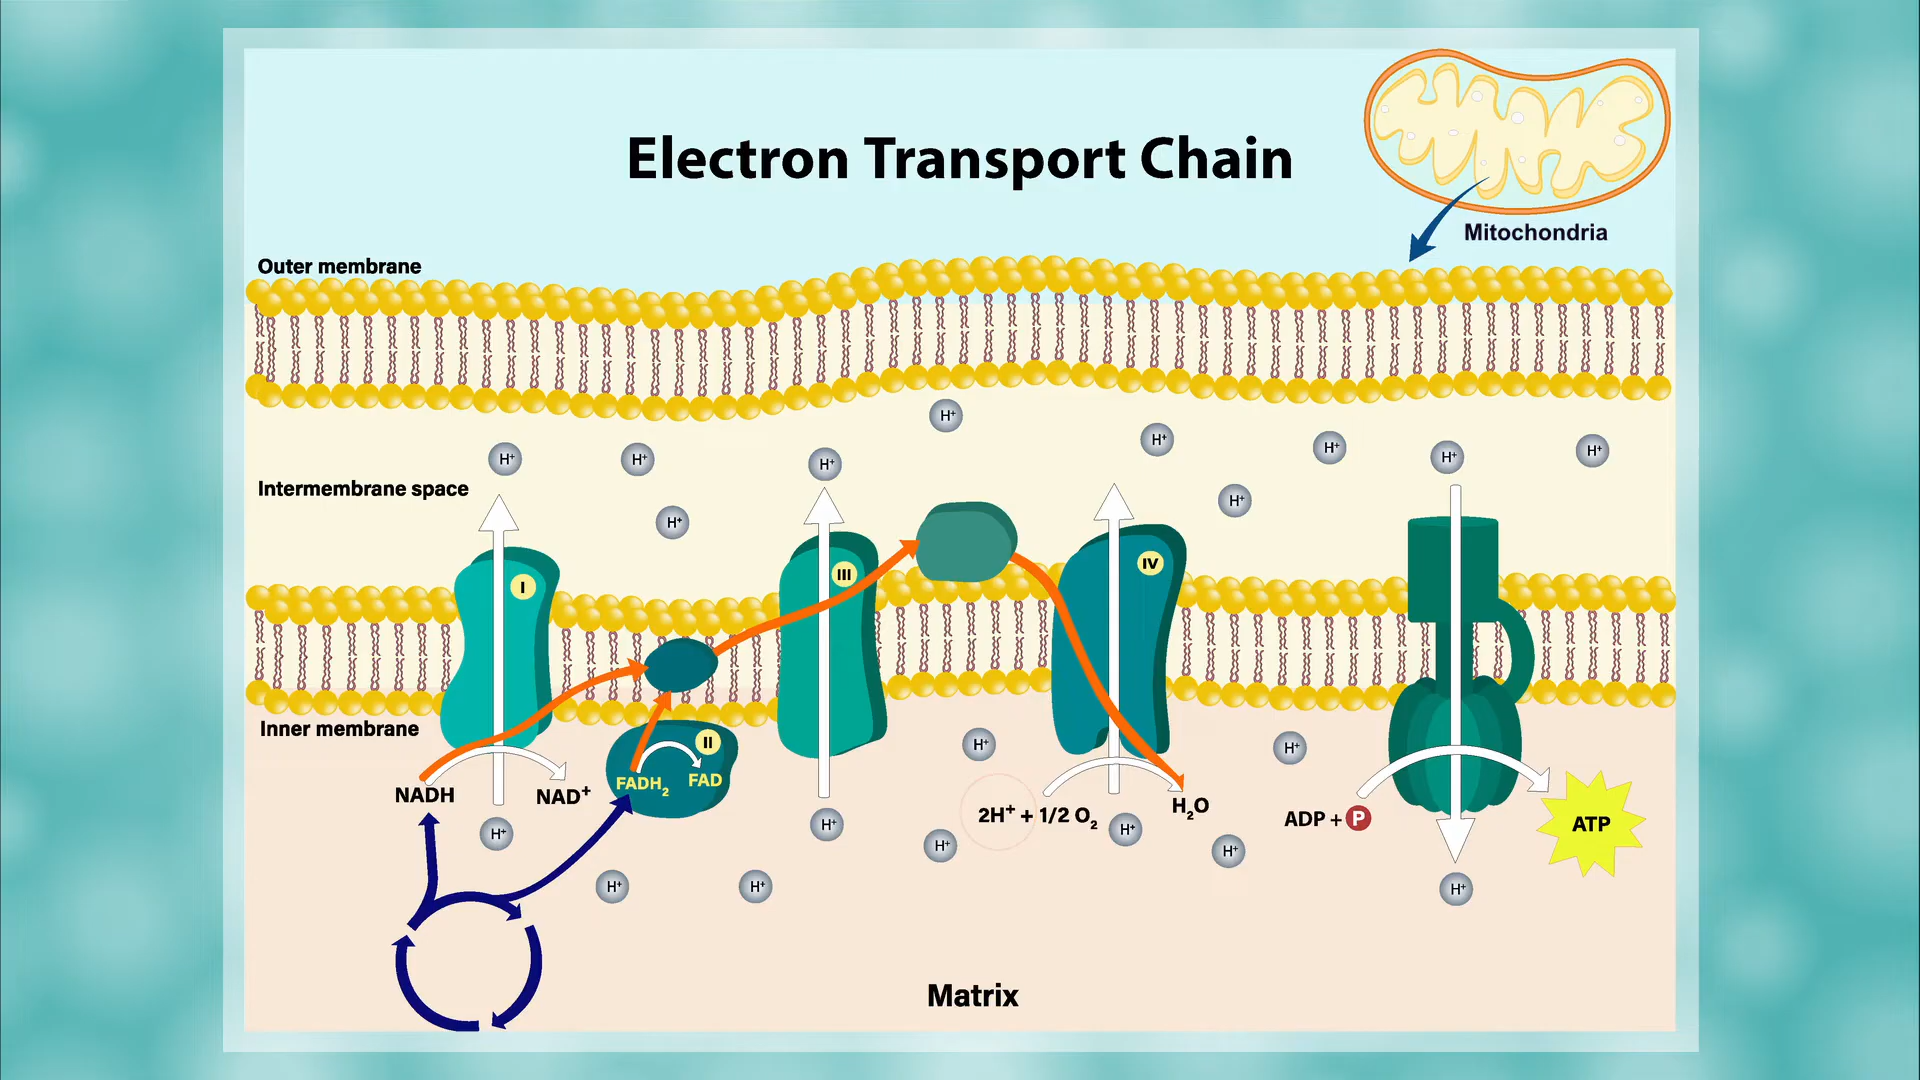 Electron Transport Chain
Mitochondria
Outer membrane
H⁺
H⁺
H⁺
H⁺
H⁺
H⁺
H⁺
H⁺
Intermembrane space
H⁺
H⁺
I
III
IV
Inner membrane
II
FADH₂
FAD
NADH
NAD⁺
H⁺
H⁺
2H⁺ + 1/2 O₂
H₂O
ADP + P
ATP
H⁺
H⁺
H⁺
H⁺
H⁺
H⁺
H⁺
H⁺
Matrix